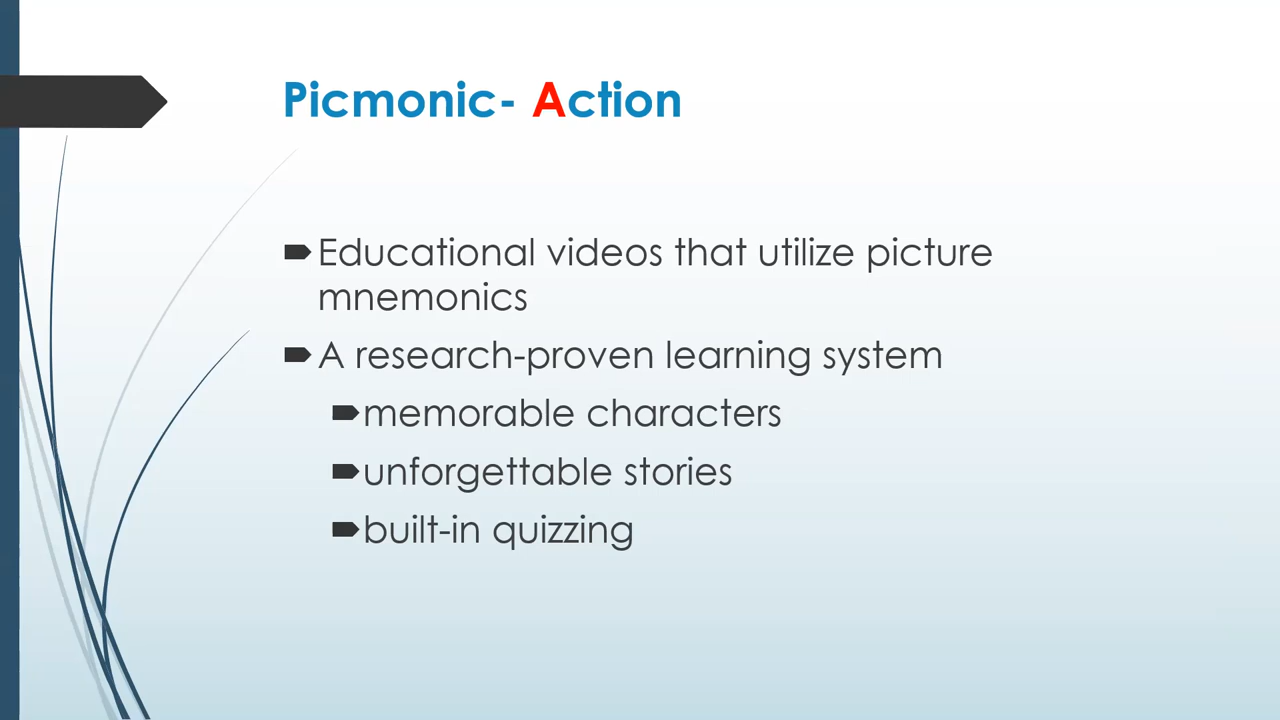 Picmonic- Action
Educational videos that utilize picture
mnemonics
A research-proven learning system
memorable characters
unforgettable stories
built-in quizzing